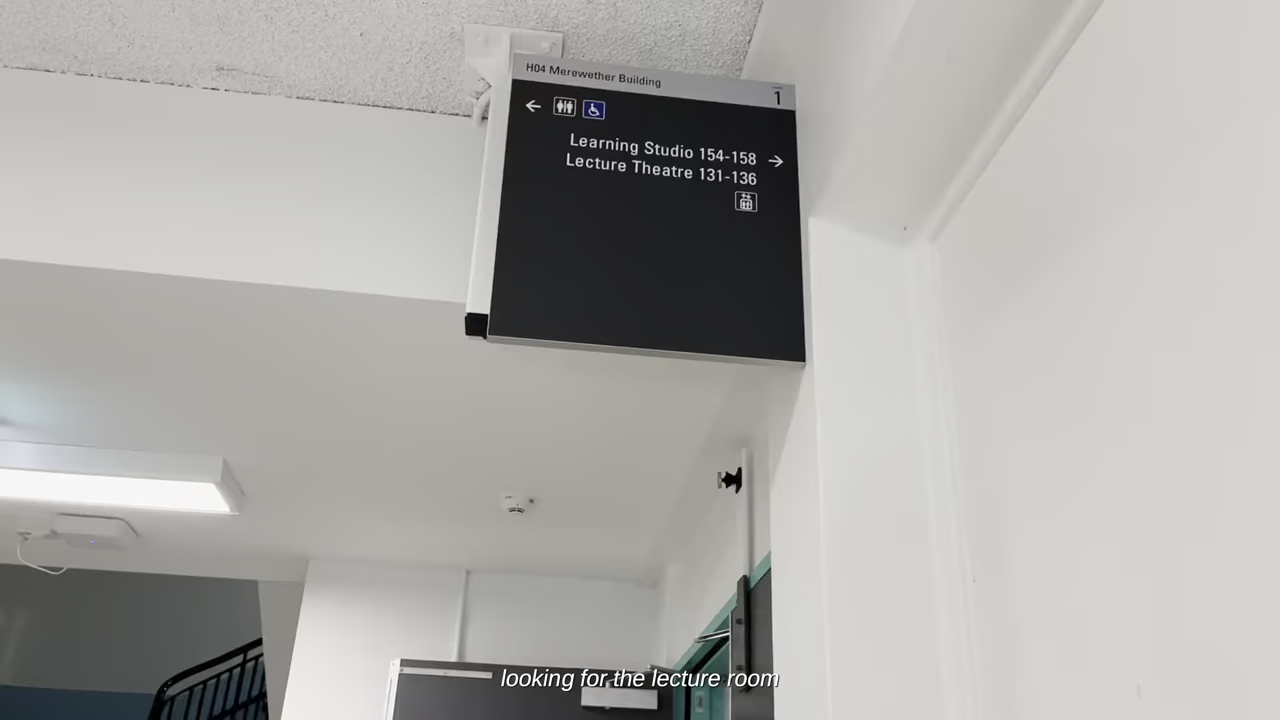 H04 Merewether Building
1
Learning Studio 154-158
Lecture Theatre 131-136
looking for the lecture room